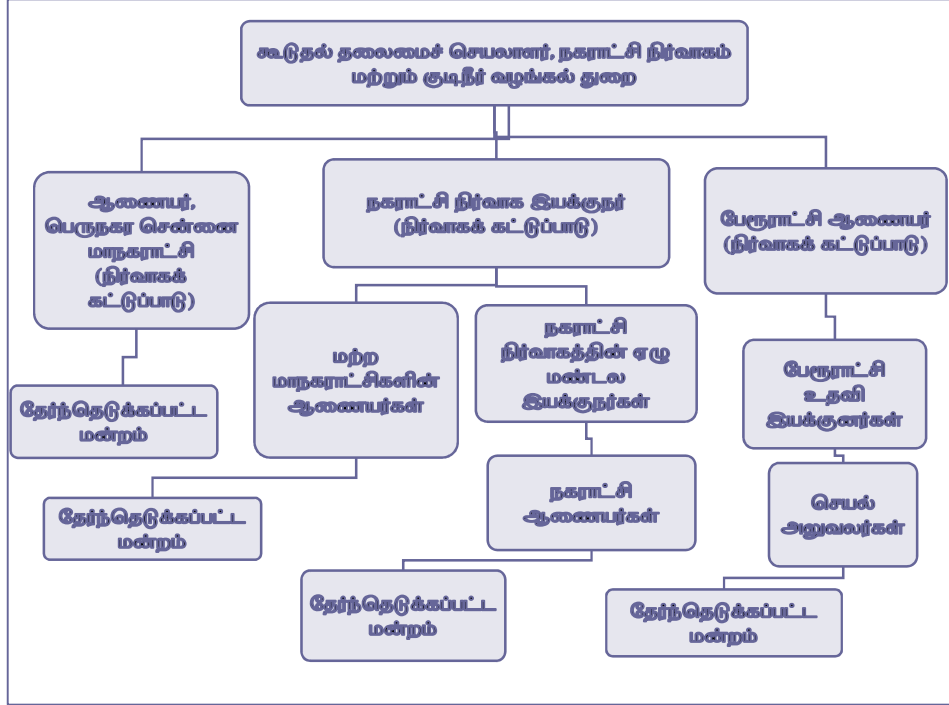 கூடுதல் தலைமைச் செயலாளர், நகராட்சி நிர்வாகம்
மற்றும் குடிநீர் வழங்கல் துறை
ஆணையர்,
பெருநகர சென்னை
மாநகராட்சி
(நிர்வாகக்
கட்டுப்பாடு)
நகராட்சி நிர்வாக இயக்குநர்
(நிர்வாகக் கட்டுப்பாடு)
பேரூராட்சி ஆணையர்
(நிர்வாகக் கட்டுப்பாடு)
தேர்ந்தெடுக்கப்பட்ட
மன்றம்
மற்ற
மாநகராட்சிகளின்
ஆணையர்கள்
நகராட்சி
நிர்வாகத்தின் ஏழு
மண்டல
இயக்குநர்கள்
பேரூராட்சி
உதவி
இயக்குனர்கள்
தேர்ந்தெடுக்கப்பட்ட
மன்றம்
நகராட்சி
ஆணையர்கள்
செயல்
அலுவலர்கள்
தேர்ந்தெடுக்கப்பட்ட
மன்றம்
தேர்ந்தெடுக்கப்பட்ட
மன்றம்